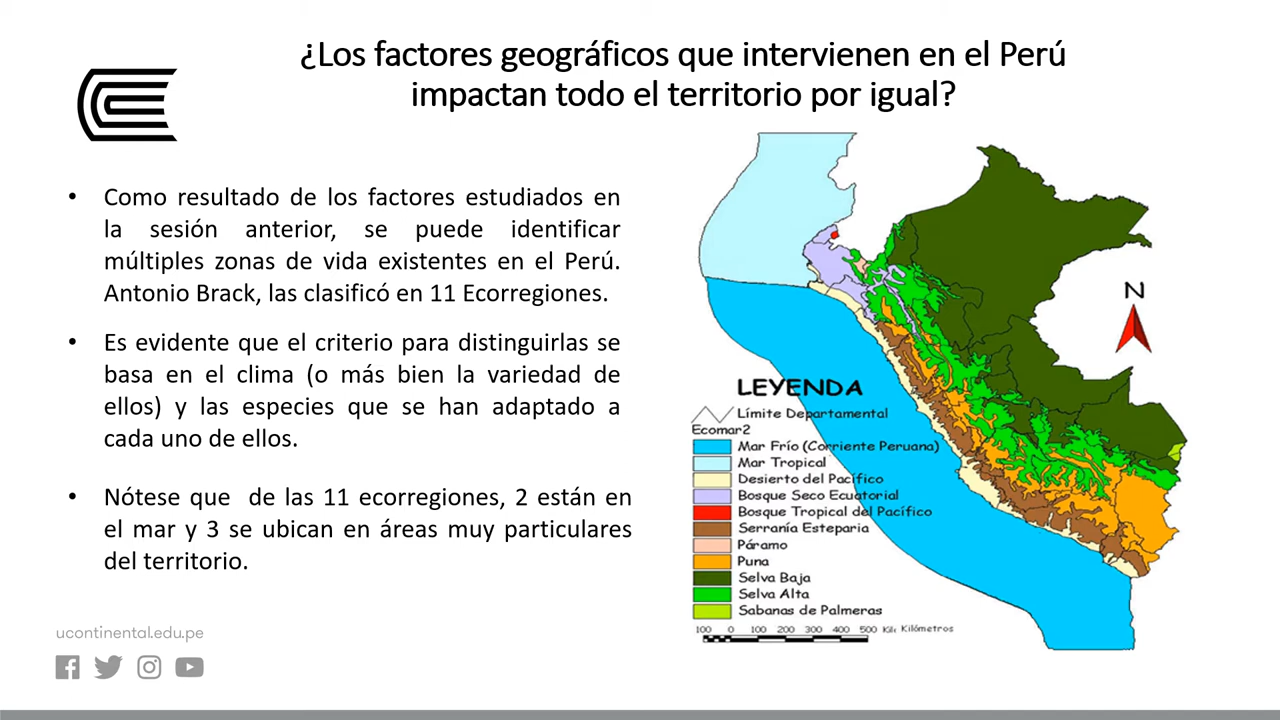 ¿Los factores geográficos que intervienen en el Perú
impactan todo el territorio por igual?
• Como resultado de los factores estudiados en
la sesión anterior, se puede identificar
múltiples zonas de vida existentes en el Perú.
Antonio Brack, las clasificó en 11 Ecorregiones.
• Es evidente que el criterio para distinguirlas se
basa en el clima (o más bien la variedad de
ellos) y las especies que se han adaptado a
cada uno de ellos.
• Nótese que de las 11 ecorregiones, 2 están en
el mar y 3 se ubican en áreas muy particulares
del territorio.
ucontinental.edu.pe
N
LEYENDA
Límite Departamental
Ecomar2
Mar Frío (Corriente Peruana)
Mar Tropical
Desierto del Pacífico
Bosque Seco Ecuatorial
Bosque Tropical del Pacífico
Serranía Esteparia
Páramo
Puna
Selva Baja
Selva Alta
Sabanas de Palmeras
100 0 100 200 300 400 500 Kilómetros